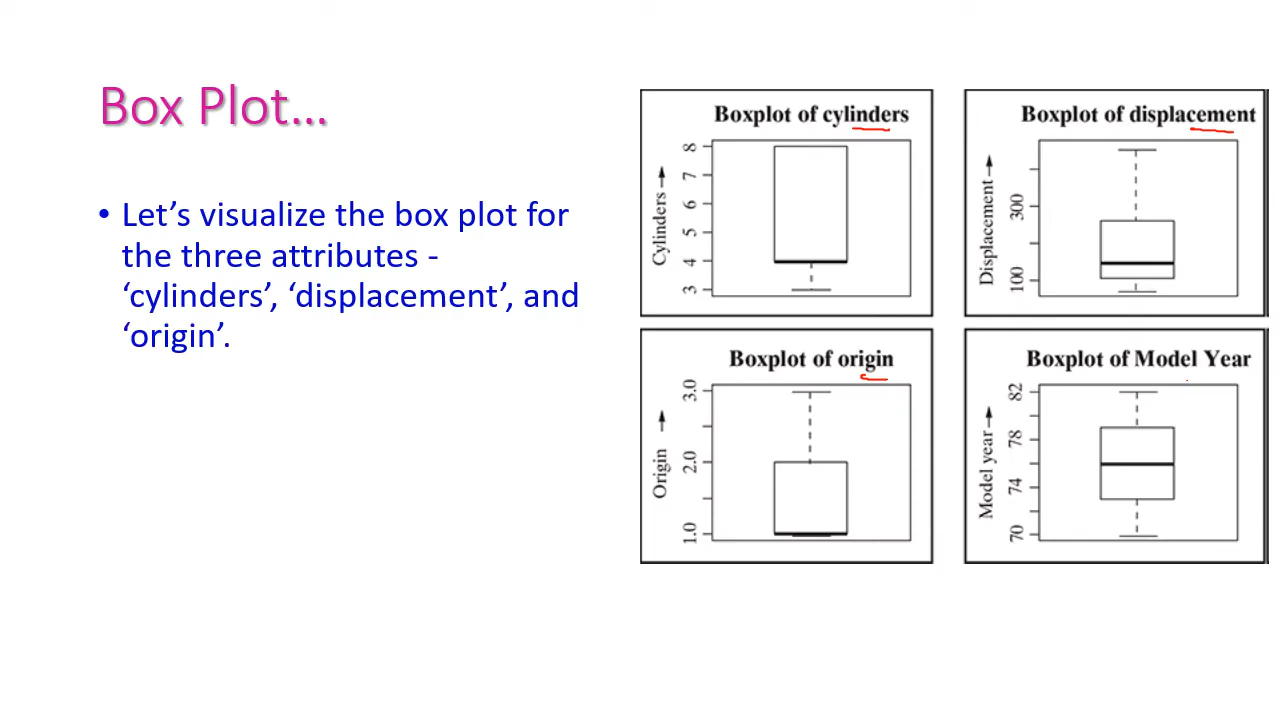 Box Plot...
• Let’s visualize the box plot for
the three attributes -
‘cylinders’, ‘displacement’, and
‘origin’.
Boxplot of cylinders
Cylinders
8
7
6
5
4
3
Boxplot of displacement
Displacement
300
100
Boxplot of origin
Origin
3.0
2.0
1.0
Boxplot of Model Year
Model year
82
78
74
70